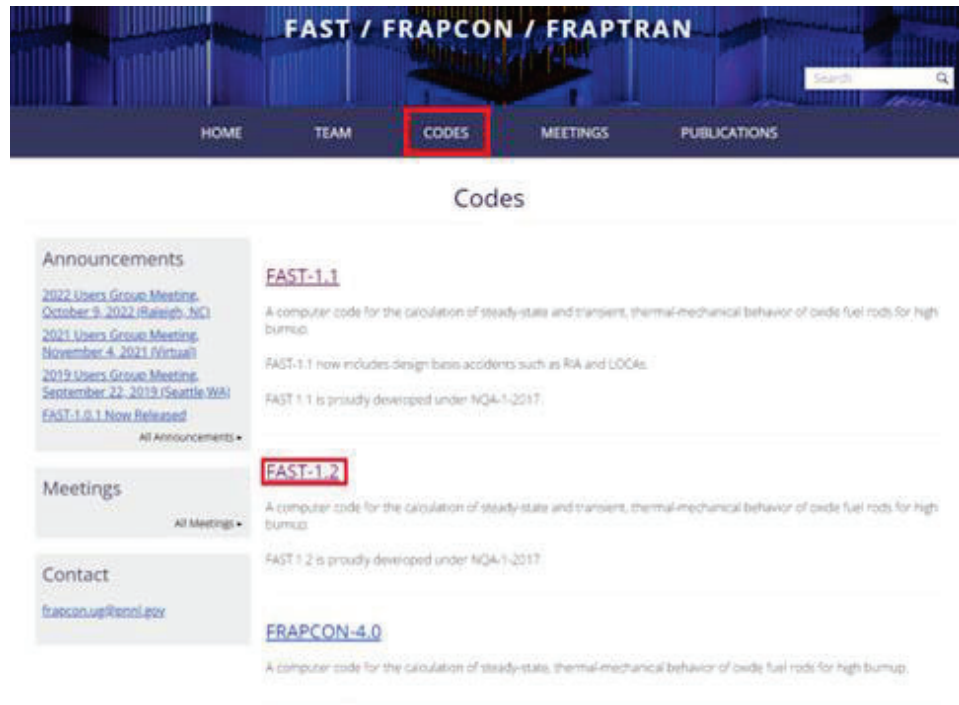 FAST / FRAPCON / FRAPTRAN
Search
HOME TEAM CODES MEETINGS PUBLICATIONS
Codes
Announcements
2022 Users Group Meeting,
October 9, 2022 (Raleigh, NC)
2021 Users Group Meeting,
November 4, 2021 (Virtual)
2019 Users Group Meeting,
September 22, 2019 (Seattle, WA)
FAST-1.0.1 Now Released
All Announcements ▸
Meetings
All Meetings ▸
Contact
frapcon.ug@pnnl.gov
FAST-1.1
A computer code for the calculation of steady-state and transient, thermal-mechanical behavior of oxide fuel rods for high
burnup.
FAST-1.1 now includes design basis accidents such as RIA and LOCAs.
FAST 1.1 is proudly developed under NQA-1-2017.
FAST-1.2
A computer code for the calculation of steady-state and transient, thermal-mechanical behavior of oxide fuel rods for high
burnup.
FAST 1.2 is proudly developed under NQA-1-2017.
FRAPCON-4.0
A computer code for the calculation of steady-state, thermal-mechanical behavior of oxide fuel rods for high burnup.